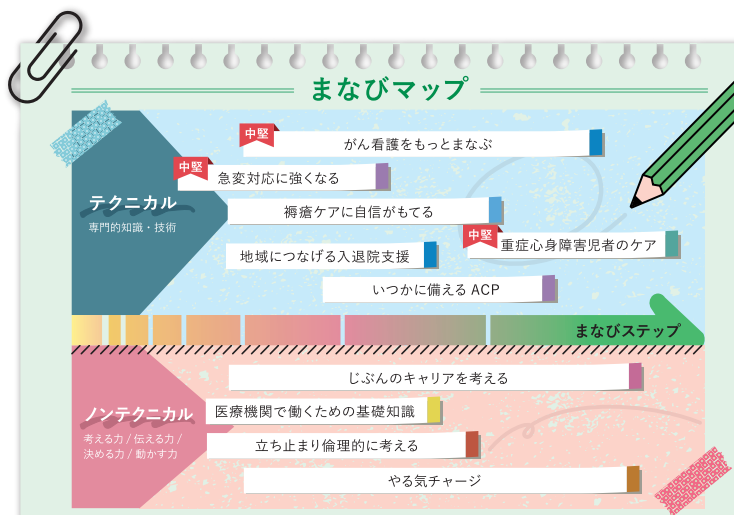 まなびマップ
テクニカル
専門的知識・技術
中堅
がん看護をもっとまなぶ
中堅
急変対応に強くなる
褥瘡ケアに自信がもてる
中堅
重症心身障害児者のケア
地域につなげる入退院支援
いつかに備える ACP
まなびステップ
ノンテクニカル
考える力 / 伝える力 /
決める力 / 動かす力
じぶんのキャリアを考える
医療機関で働くための基礎知識
立ち止まり倫理的に考える
やる気チャージ